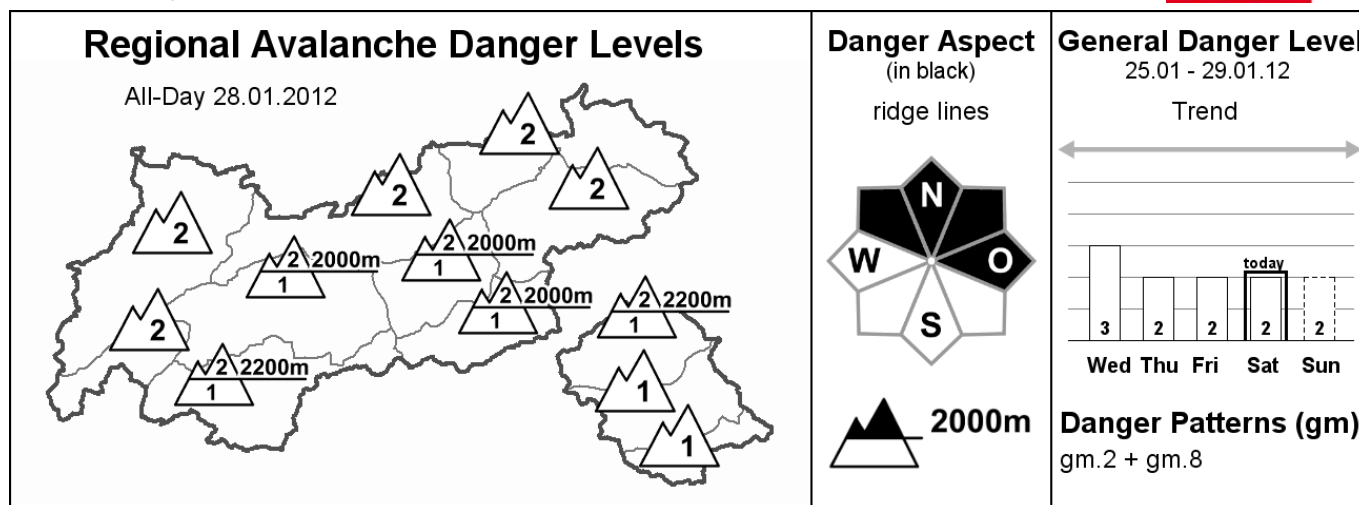 Regional Avalanche Danger Levels
All-Day 28.01.2012
2
2
2
2
2 2000m
1
2 2000m
1
2 2000m
1
2 2200m
1
2
2 2200m
1
1
1
Danger Aspect
(in black)
ridge lines
N
W O
S
2000m
General Danger Level
25.01 - 29.01.12
Trend
today
3 2 2 2 2
Wed Thu Fri Sat Sun
Danger Patterns (gm)
gm.2 + gm.8